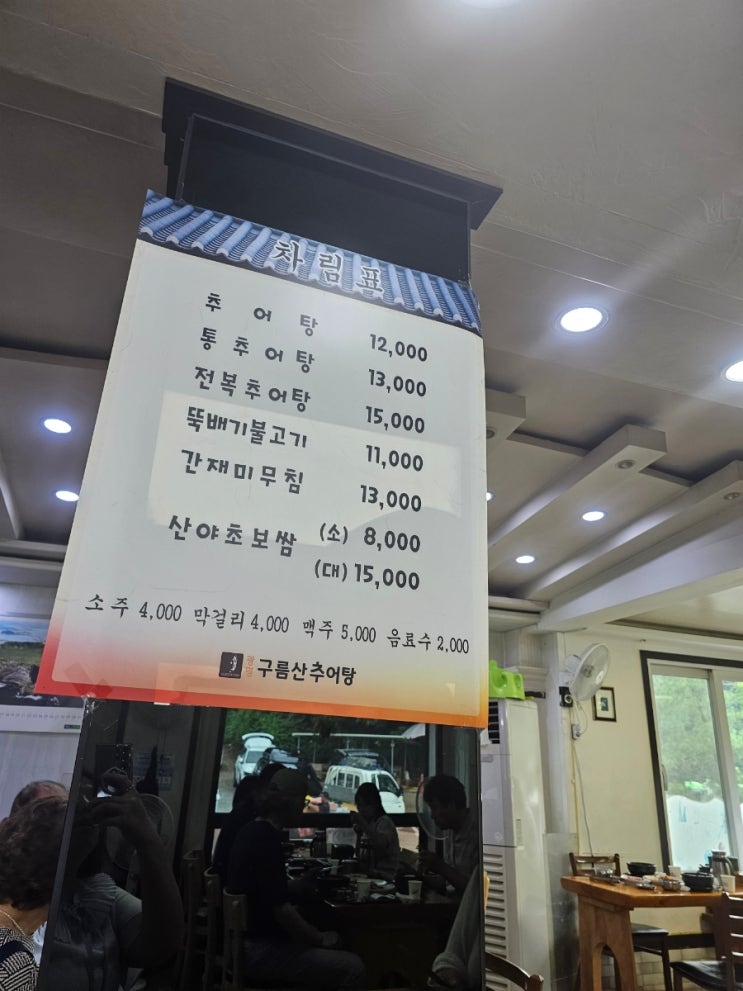 차림표
추어탕 12,000
통추어탕 13,000
전복추어탕 15,000
뚝배기불고기 11,000
간재미무침 13,000
산야초보쌈 (소) 8,000
(대) 15,000
소주 4,000 막걸리 4,000 맥주 5,000 음료수 2,000
구름산추어탕